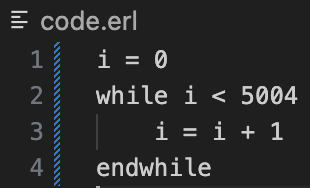 code.erl
1 i = 0
2 while i < 5004
3     i = i + 1
4 endwhile